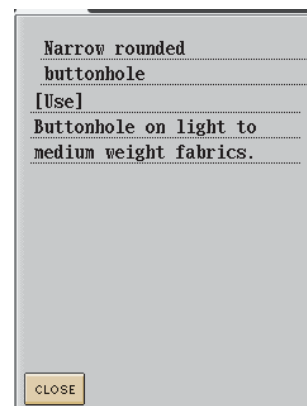 Narrow rounded
buttonhole
[Use]
Buttonhole on light to
medium weight fabrics.
CLOSE